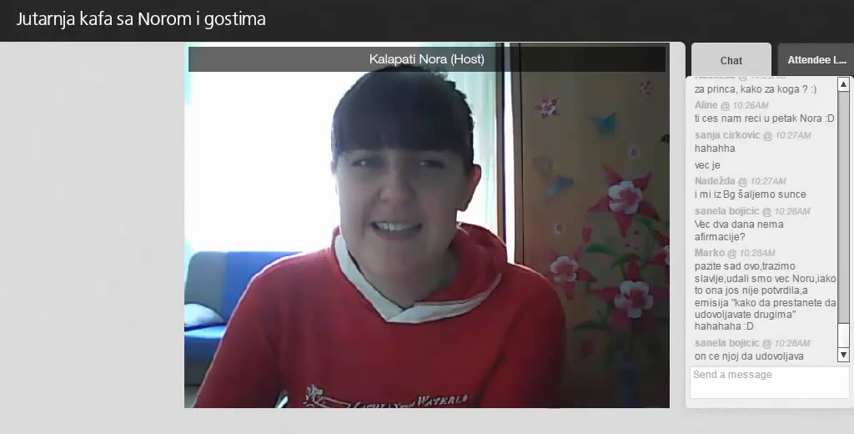 Jutarnja kafa sa Norom i gostima
Kalapati Nora (Host)
Chat
Attendee L...
za princa, kako za koga ? :)
Aline @ 10:26AM
ti ces nam reci u petak Nora :D
sanja cirkovic @ 10:27AM
hahahha
vec je
Nadežda @ 10:27AM
i mi iz Bg šaljemo sunce
sanela bojicic @ 10:28AM
Vec dva dana nema
afirmacije?
Marko @ 10:28AM
pazite sad ovo,trazimo
slavlje,udali smo vec Noru,iako
to ona jos nije potvrdila,a
emisija "kako da prestanete da
udovoljavate drugima"
hahahaha :D
sanela bojicic @ 10:28AM
on ce njoj da udovoljava
Send a message